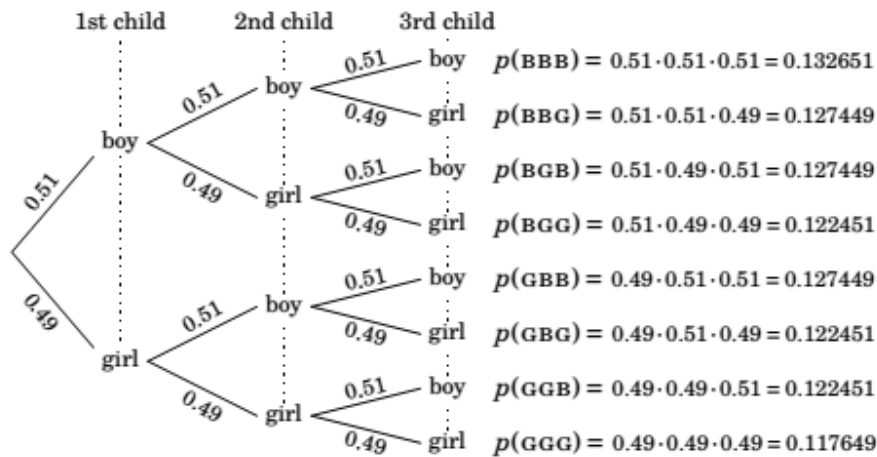 1st child 2nd child 3rd child
0.51 boy p(BBB) = 0.51·0.51·0.51 = 0.132651
0.51 boy
0.49 girl p(BBG) = 0.51·0.51·0.49 = 0.127449
boy
0.51 boy p(BGB) = 0.51·0.49·0.51 = 0.127449
0.51 0.49 girl
0.49 girl p(BGG) = 0.51·0.49·0.49 = 0.122451
0.51 boy p(GBB) = 0.49·0.51·0.51 = 0.127449
0.49 0.51 boy
0.49 girl p(GBG) = 0.49·0.51·0.49 = 0.122451
girl
0.51 boy p(GGB) = 0.49·0.49·0.51 = 0.122451
0.49 girl
0.49 girl p(GGG) = 0.49·0.49·0.49 = 0.117649